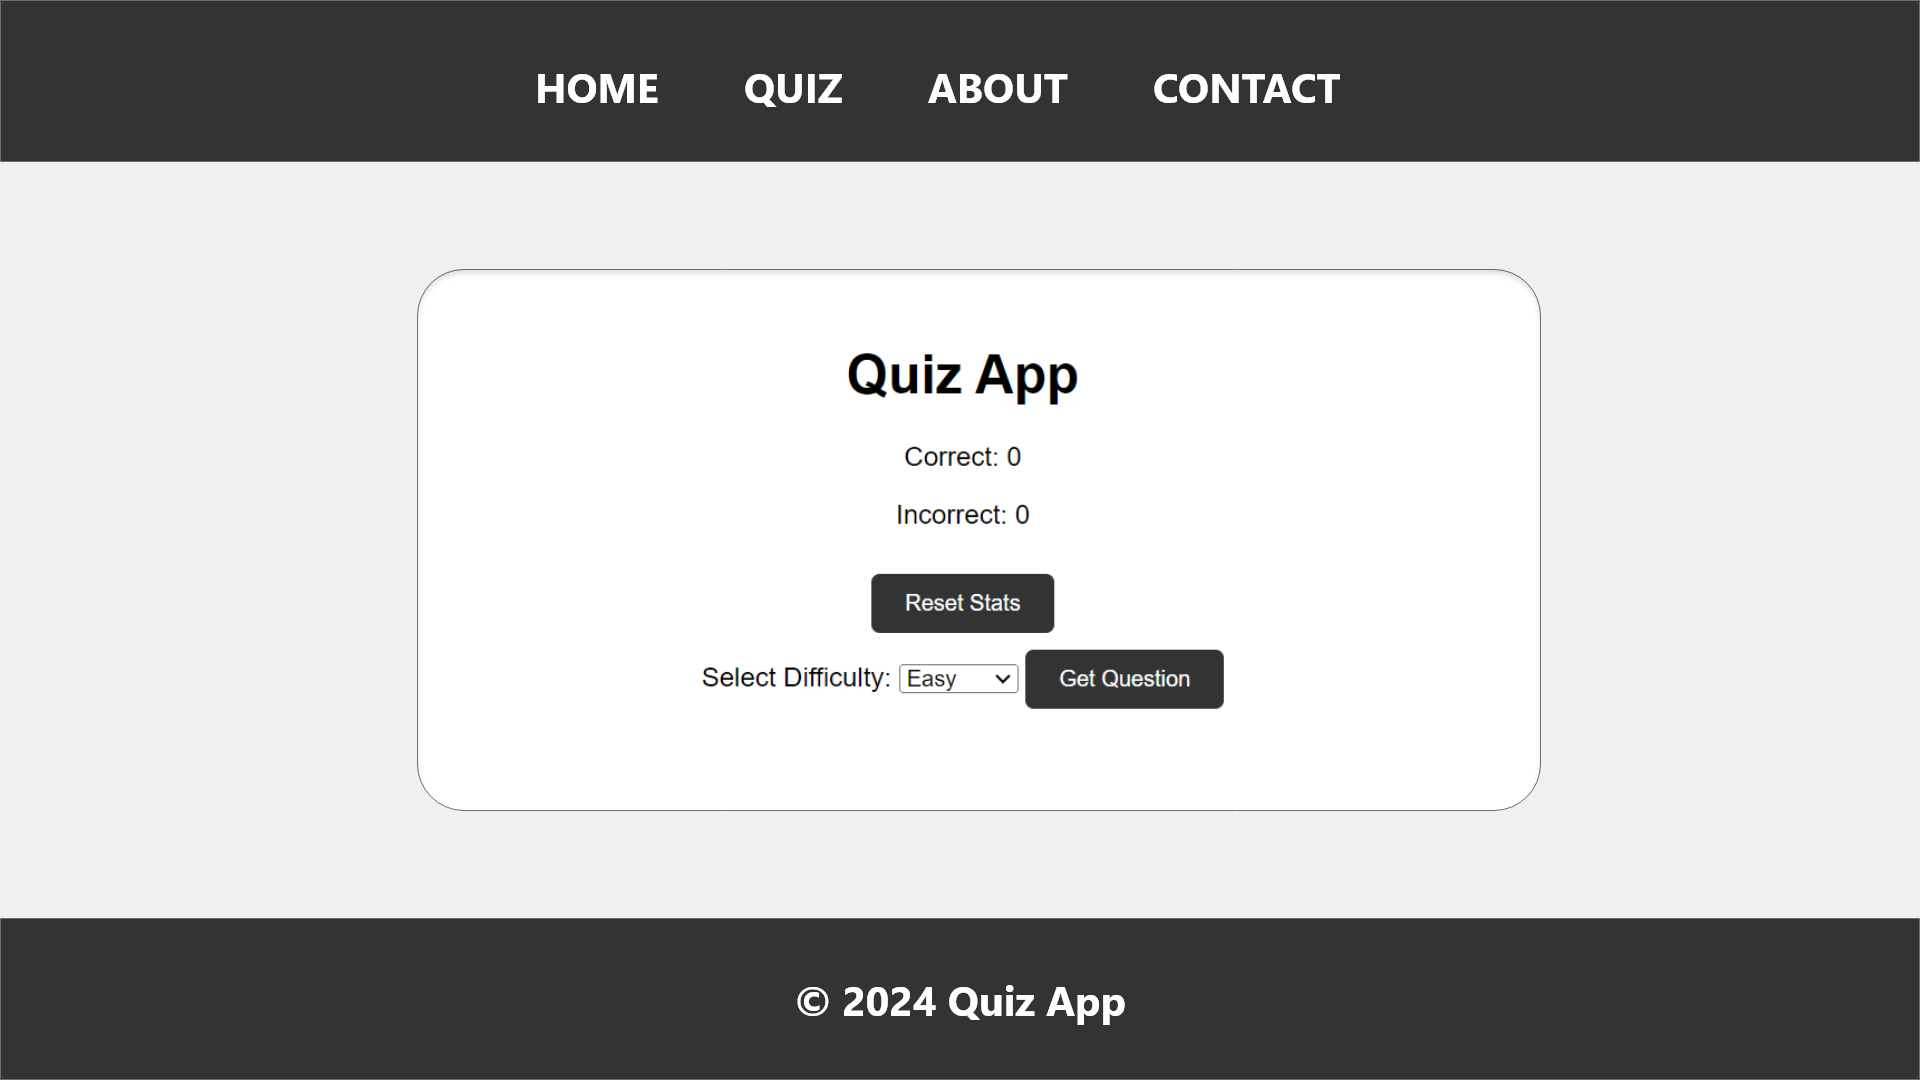 HOME QUIZ ABOUT CONTACT
Quiz App
Correct: 0
Incorrect: 0
Reset Stats
Select Difficulty: Easy Get Question
© 2024 Quiz App